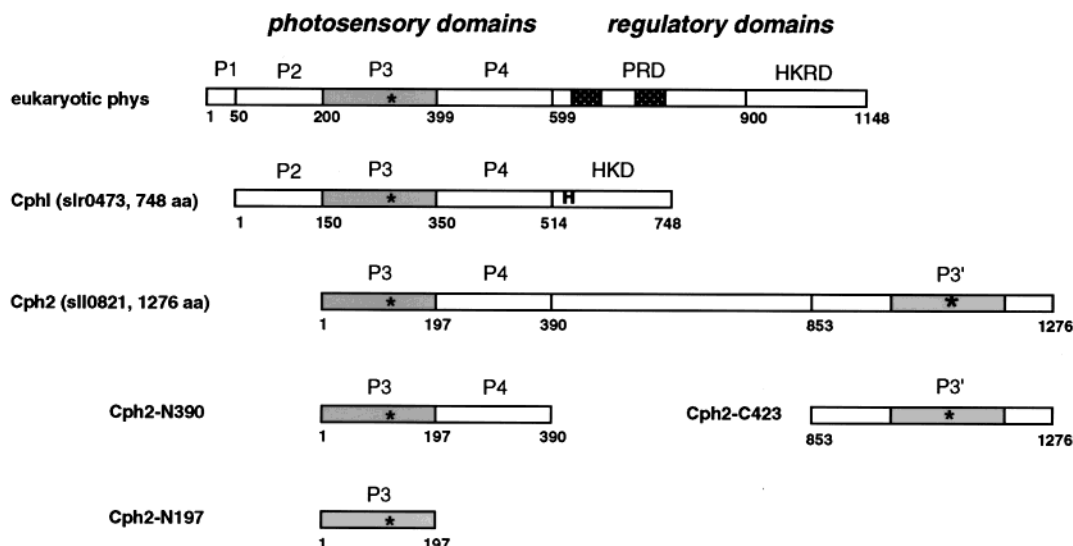 photosensory domains regulatory domains
P1 P2 P3 P4 PRD HKRD
eukaryotic phys *
1 50 200 399 599 900 1148
P2 P3 P4 HKD
CphI (slr0473, 748 aa) * H
1 150 350 514 748
P3 P4 P3'
Cph2 (sll0821, 1276 aa) * *
1 197 390 853 1276
P3 P4 P3'
Cph2-N390 * Cph2-C423 *
1 197 390 853 1276
P3
Cph2-N197 *
1 197